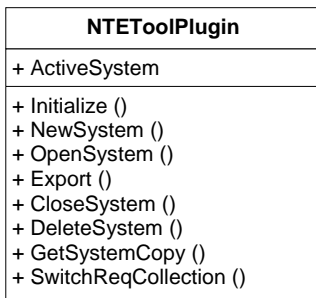 NTEToolPlugin
+ ActiveSystem
+ Initialize ()
+ NewSystem ()
+ OpenSystem ()
+ Export ()
+ CloseSystem ()
+ DeleteSystem ()
+ GetSystemCopy ()
+ SwitchReqCollection ()